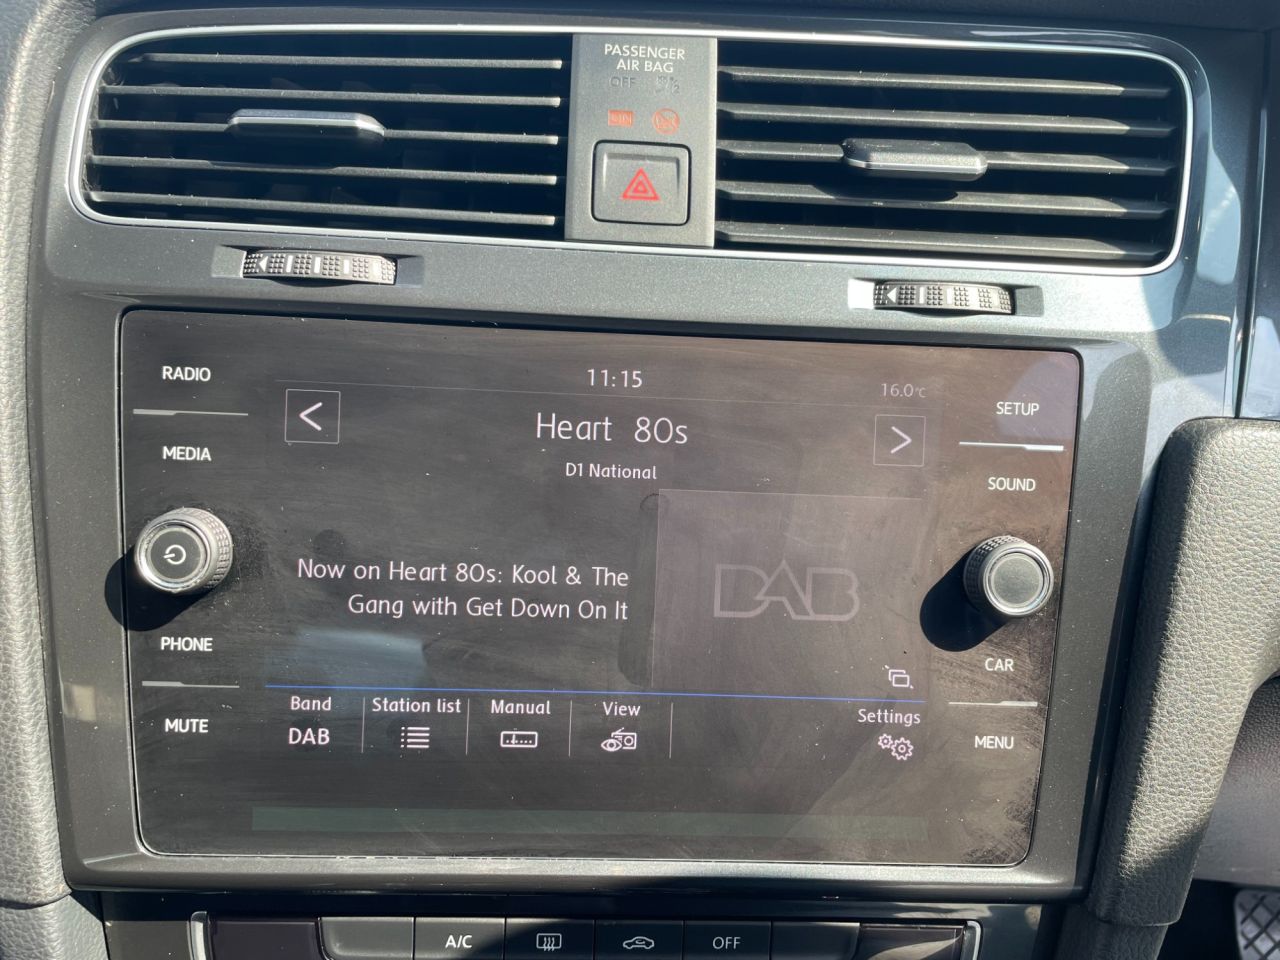 PASSENGER
AIR BAG
OFF
ON
RADIO
MEDIA
PHONE
MUTE
11:15
16.0°C
Heart 80s
D1 National
Now on Heart 80s: Kool & The
Gang with Get Down On It
DAB
Band
DAB
Station list
Manual
View
Settings
SETUP
SOUND
CAR
MENU
A/C
OFF